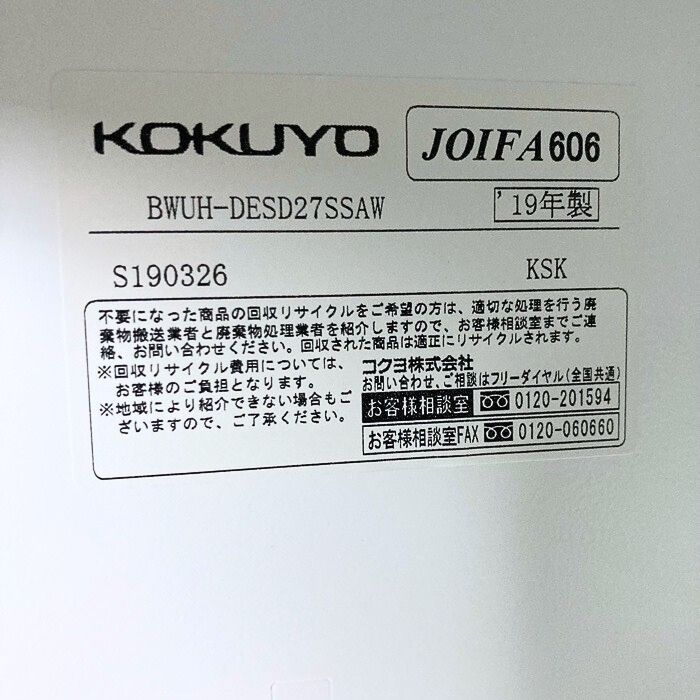 KOKUYO JOIFA606
BWUH-DESD27SSAW '19年製
S190326 KSK
不要になった商品の回収リサイクルをご希望の方は、適切な処理を行う廃
棄物搬送業者と廃棄物処理業者を紹介しますので、お客様相談室までご連
絡、お問い合わせください。回収された商品は適正にリサイクルされます。
※回収リサイクル費用については、
お客様のご負担となります。
※地域により紹介できない場合もご
ざいますので、ご了承ください。
コクヨ株式会社
お問い合わせ、ご相談はフリーダイヤル(全国共通)
お客様相談室 0120-201594
お客様相談室FAX 0120-060660